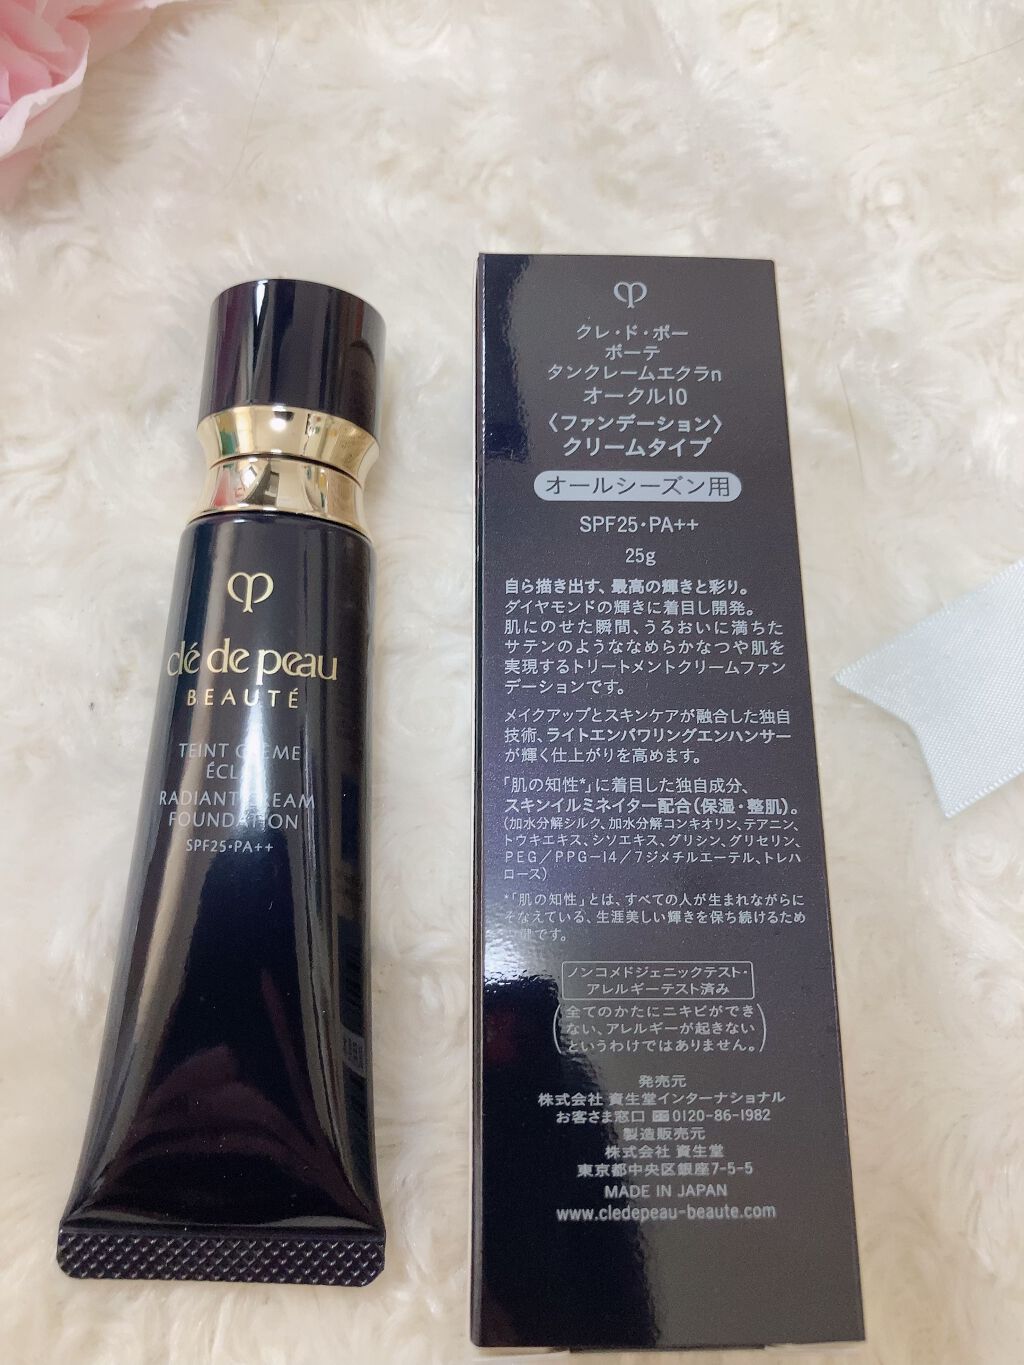 clé de peau
BEAUTÉ
TEINT CRÈME
RADIANT CREAM
FOUNDATION
SPF25・PA++
クレ・ド・ポー
ボーテ
タンクレームエクラn
オークル10
〈ファンデーション〉
クリームタイプ
オールシーズン用
SPF25・PA++
25g
自ら描き出す、最高の輝きと彩り。
ダイヤモンドの輝きに着目し開発。
肌にのせた瞬間、うるおいに満ちた
サテンのようななめらかなつや肌を
実現するトリートメントクリームファン
デーションです。
メイクアップとスキンケアが融合した独自
技術、ライトエンパワリングエンハンサー
が輝く仕上がりを高めます。
「肌の知性*」に着目した独自成分、
スキンイルミネイター配合(保湿・整肌)。
(加水分解シルク、加水分解コンキオリン、テアニン、
トウキエキス、シソエキス、グリシン、グリセリン、
PEG/PPG-14/7ジメチルエーテル、トレハ
ロース)
*「肌の知性」とは、すべての人が生まれながらに
そなえている、生涯美しい輝きを保ち続けるため
鍵です。
ノンコメドジェニックテスト・
アレルギーテスト済み
(全てのかたにニキビができ
ない、アレルギーが起きない
というわけではありません。)
発売元
株式会社 資生堂インターナショナル
お客さま窓口 0120-86-1982
製造販売元
株式会社 資生堂
東京都中央区銀座7-5-5
MADE IN JAPAN
www.cledepeau-beaute.com